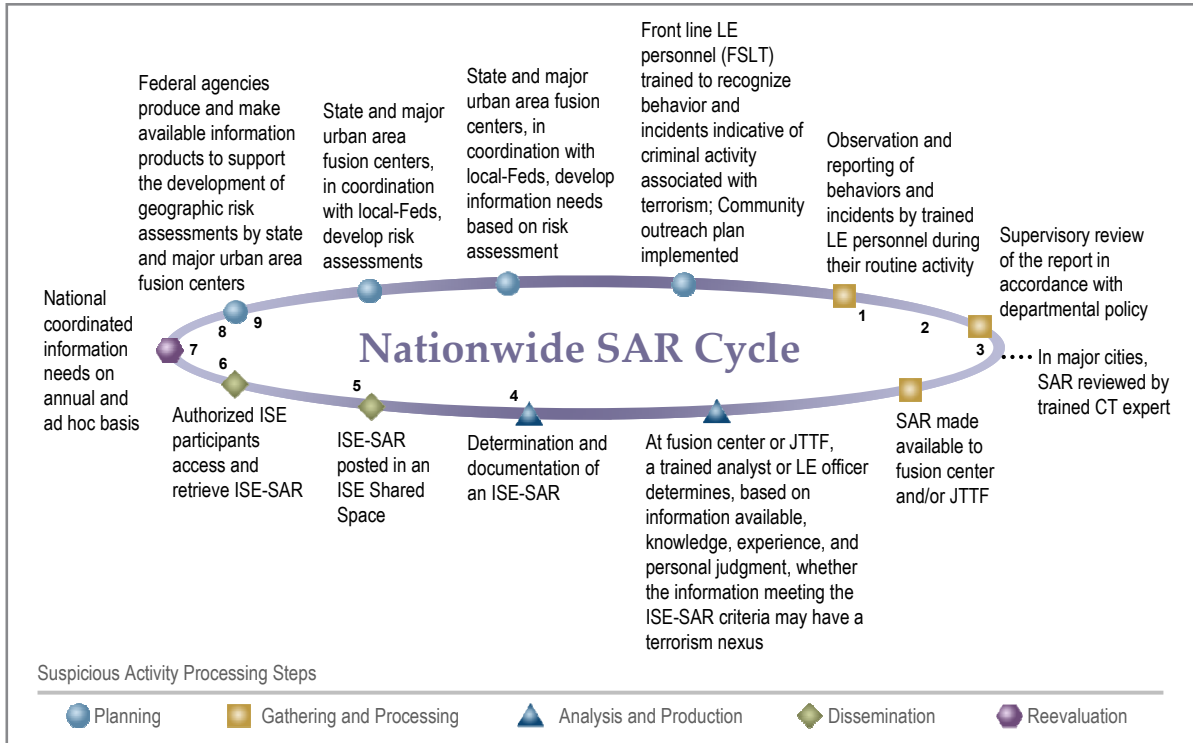 Federal agencies
produce and make
available information
products to support
the development of
geographic risk
assessments by state
and major urban area
fusion centers
State and major
urban area
fusion centers,
in coordination
with local-Feds,
develop risk
assessments
State and major
urban area fusion
centers, in
coordination with
local-Feds, develop
information needs
based on risk
assessment
Front line LE
personnel (FSLT)
trained to recognize
behavior and
incidents indicative of
criminal activity
associated with
terrorism; Community
outreach plan
implemented
Observation and
reporting of
behaviors and
incidents by trained
LE personnel during
their routine activity
Supervisory review
of the report in
accordance with
departmental policy
In major cities,
SAR reviewed by
trained CT expert
National
coordinated
information
needs on
annual and
ad hoc basis
Nationwide SAR Cycle
1
2
3
4
5
6
7
8
9
Authorized ISE
participants
access and
retrieve ISE-SAR
ISE-SAR
posted in an
ISE Shared
Space
Determination and
documentation of
an ISE-SAR
At fusion center or JTTF,
a trained analyst or LE officer
determines, based on
information available,
knowledge, experience, and
personal judgment, whether
the information meeting the
ISE-SAR criteria may have a
terrorism nexus
SAR made
available to
fusion center
and/or JTTF
Suspicious Activity Processing Steps
Planning
Gathering and Processing
Analysis and Production
Dissemination
Reevaluation